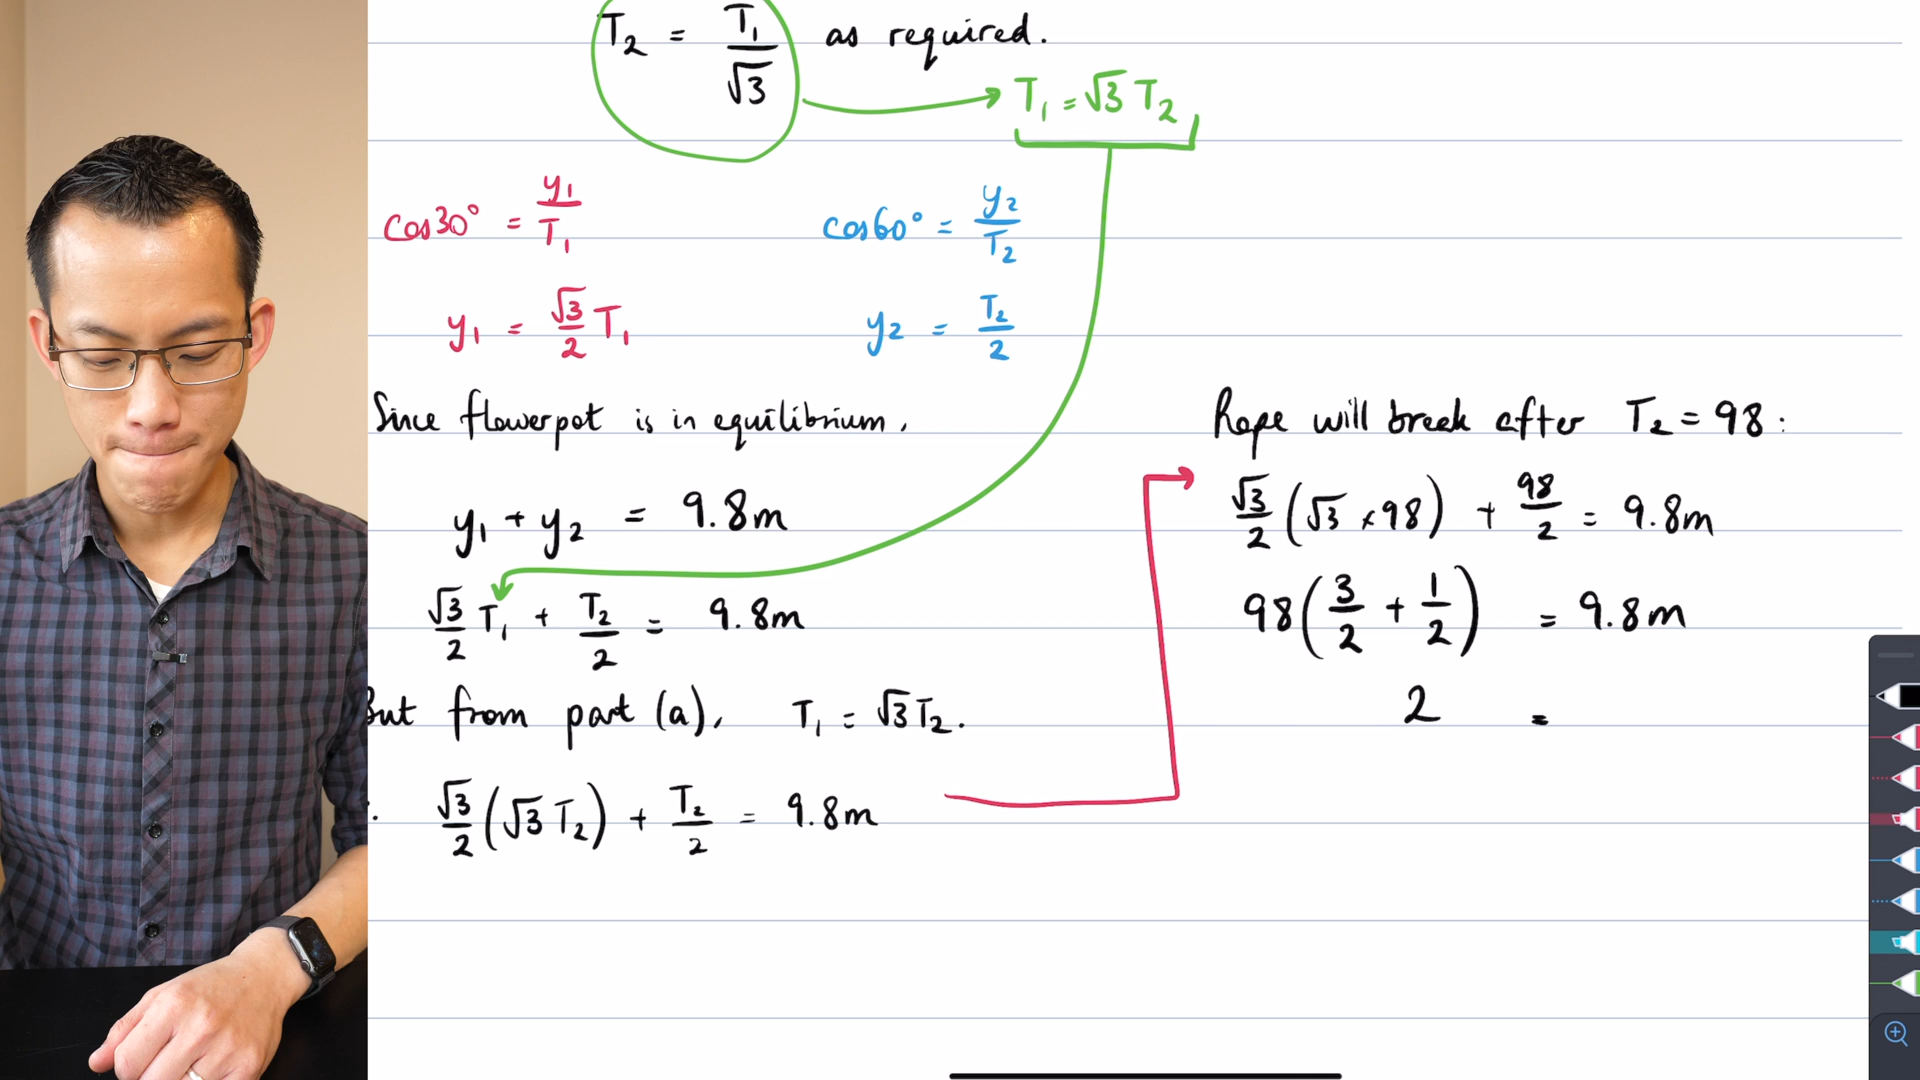 T₂ = T₁/√3 as required.
T₁ = √3 T₂
cos30° = y₁/T₁
cos60° = y₂/T₂
y₁ = √3/2 T₁
y₂ = T₂/2
Since flowerpot is in equilibrium,
y₁ + y₂ = 9.8m
√3/2 T₁ + T₂/2 = 9.8m
But from part (a), T₁ = √3T₂.
√3/2 (√3 T₂) + T₂/2 = 9.8m
Rope will break after T₂ = 98:
√3/2 (√3 × 98) + 98/2 = 9.8m
98(3/2 + 1/2) = 9.8m
2 =